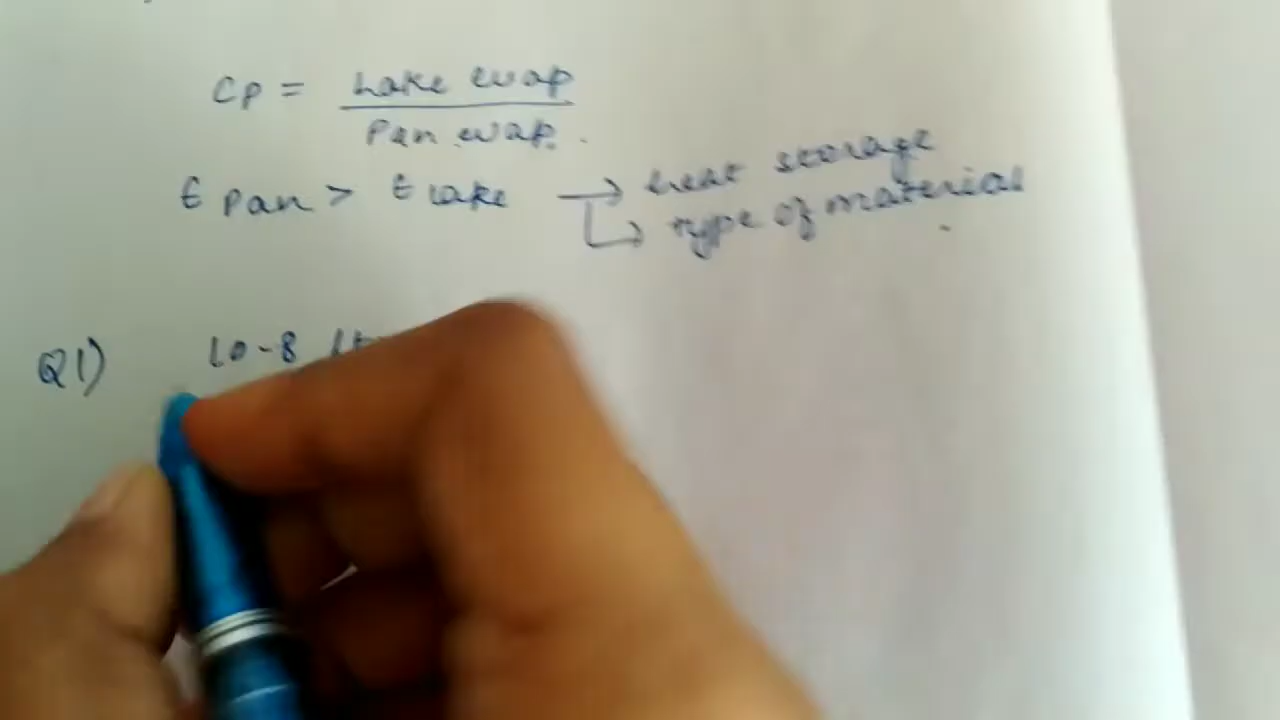 CP = Lake evap
Pan evap.
E Pan > E lake → heat storage
→ type of material
Q1) 10-8